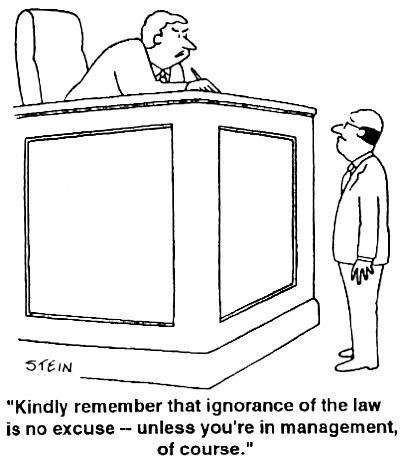 STEIN
"Kindly remember that ignorance of the law
is no excuse -- unless you're in management,
of course."